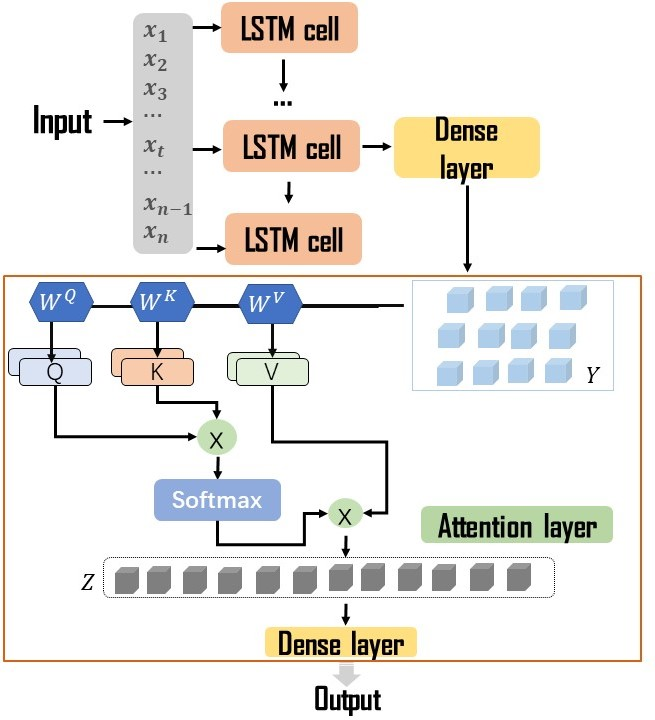 x₁
LSTM cell
x₂
x₃
...
...
Input
xₜ
LSTM cell
Dense
layer
...
xₙ₋₁
xₙ
LSTM cell
W^Q
W^K
W^V
Q
K
V
Y
X
Softmax
X
Attention layer
Z
Dense layer
Output